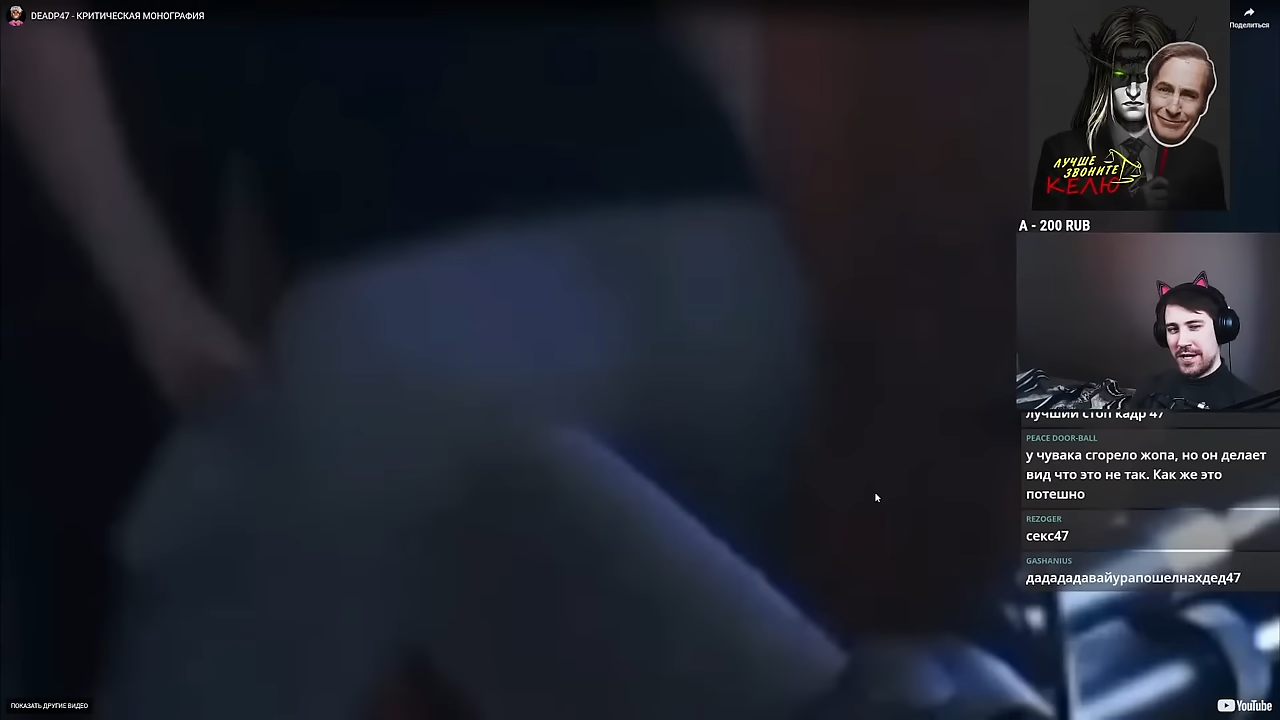 DEADP47 - КРИТИЧЕСКАЯ МОНОГРАФИЯ
Поделиться
ЛУЧШЕ
ЗВОНИТЕ
КЕЛЮ
A - 200 RUB
лучший стоп кадр 47
PEACE DOOR-BALL
у чувака сгорело жопа, но он делает
вид что это не так. Как же это
потешно
REZOGER
секс47
GASHANIUS
дададададавайурапошелнахдед47
ПОКАЗАТЬ ДРУГИЕ ВИДЕО
YouTube